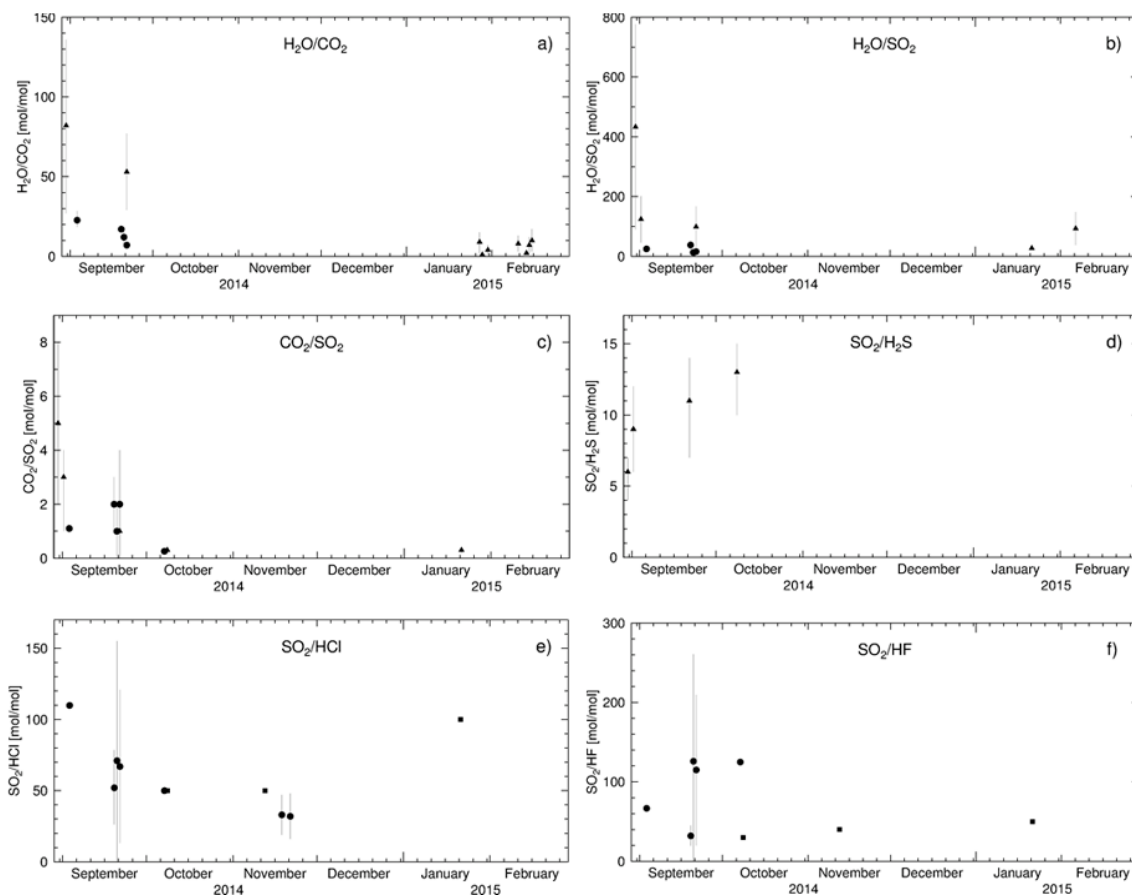 H₂O/CO₂
a)
H₂O/CO₂ [mol/mol]
150
100
50
0
September October November December January February
2014 2015
H₂O/SO₂
b)
H₂O/SO₂ [mol/mol]
800
600
400
200
0
September October November December January February
2014 2015
CO₂/SO₂
c)
CO₂/SO₂ [mol/mol]
8
6
4
2
0
September October November December January February
2014 2015
SO₂/H₂S
d)
SO₂/H₂S [mol/mol]
15
10
5
0
September October November December January February
2014 2015
SO₂/HCl
e)
SO₂/HCl [mol/mol]
150
100
50
0
September October November December January February
2014 2015
SO₂/HF
f)
SO₂/HF [mol/mol]
300
200
100
0
September October November December January February
2014 2015